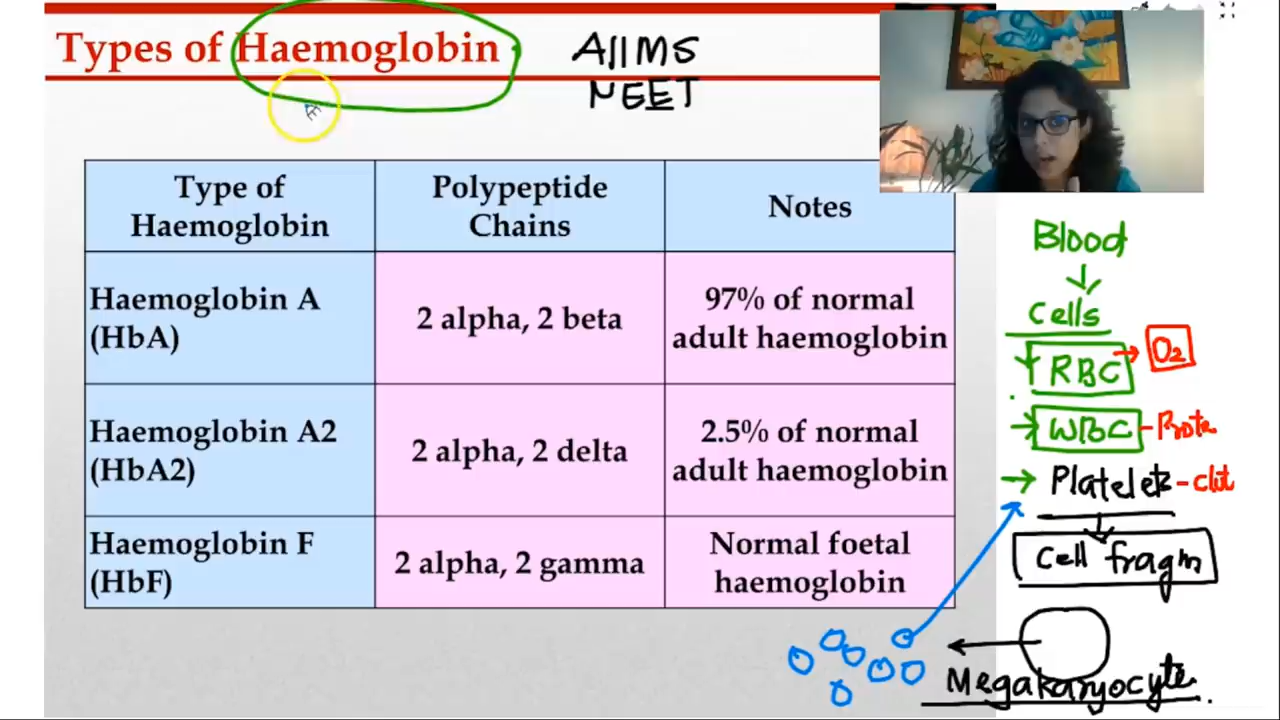 Types of Haemoglobin
AIIMS
NEET
Type of
Haemoglobin
Polypeptide
Chains
Notes
Haemoglobin A
(HbA)
2 alpha, 2 beta
97% of normal
adult haemoglobin
Haemoglobin A2
(HbA2)
2 alpha, 2 delta
2.5% of normal
adult haemoglobin
Haemoglobin F
(HbF)
2 alpha, 2 gamma
Normal foetal
haemoglobin
Blood
Cells
RBC → O2
WBC - Prote
Platelet - clot
Cell fragm
Megakaryocyte